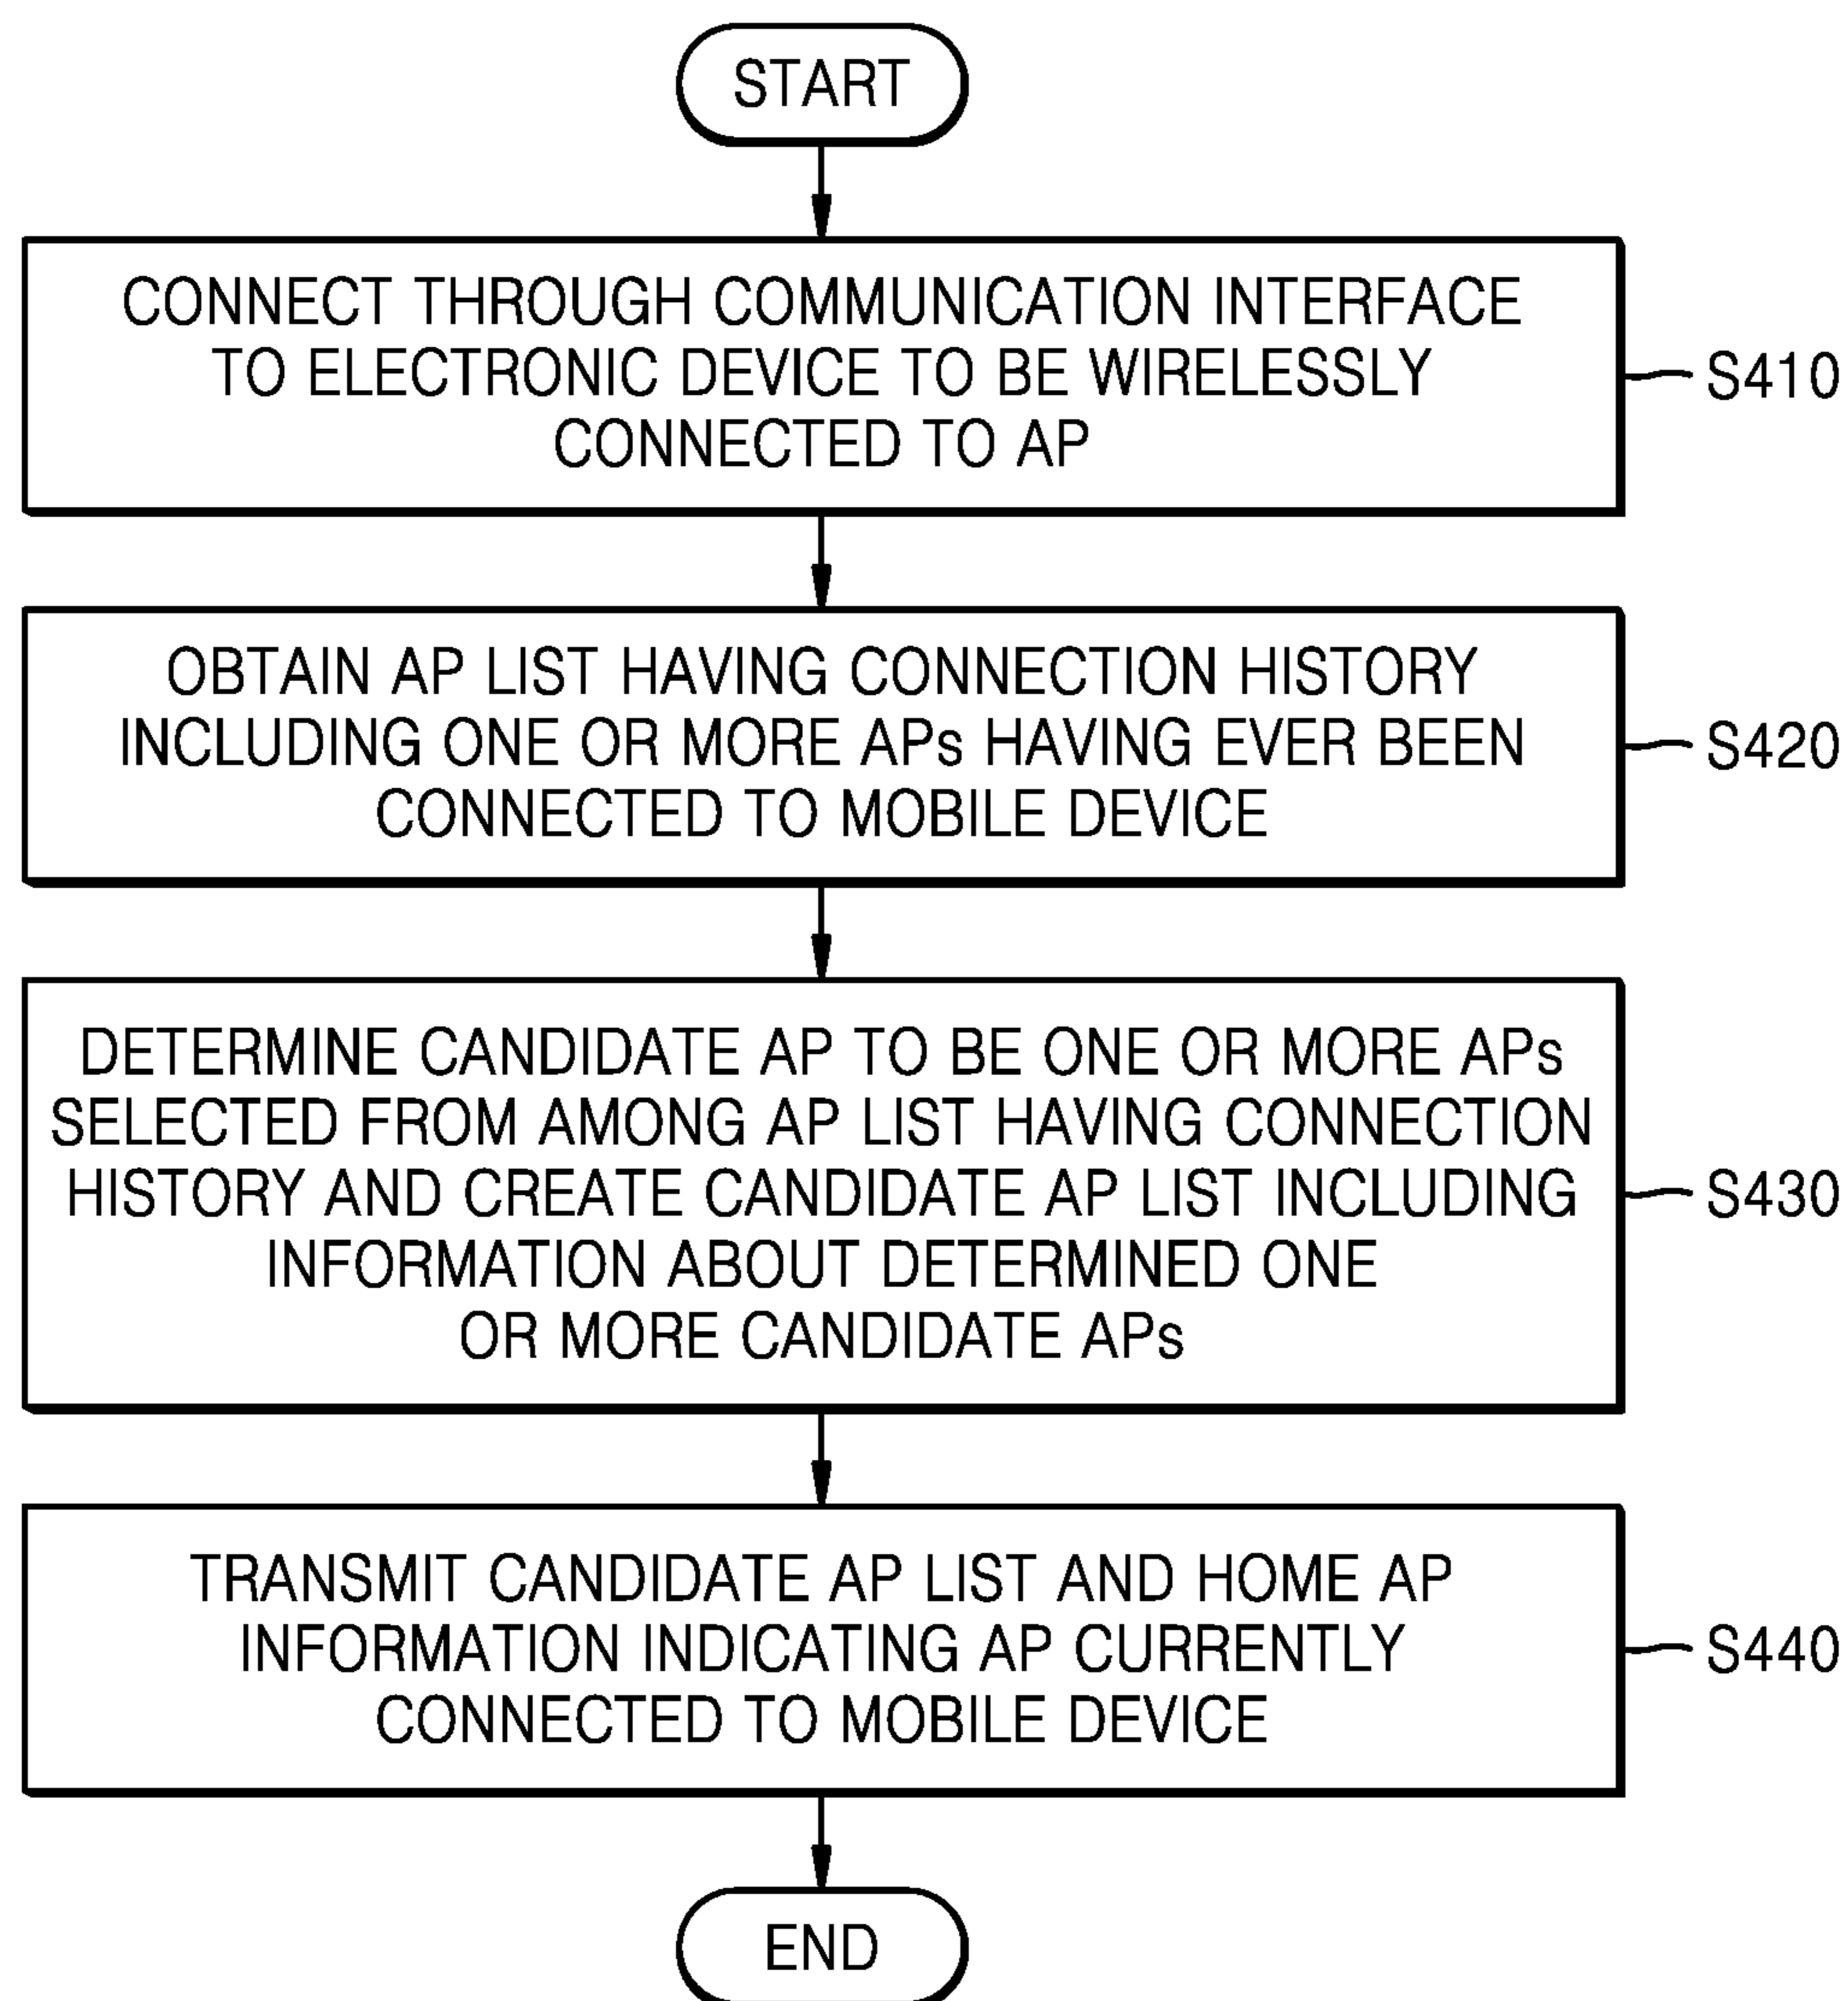 START
CONNECT THROUGH COMMUNICATION INTERFACE
TO ELECTRONIC DEVICE TO BE WIRELESSLY
CONNECTED TO AP
S410
OBTAIN AP LIST HAVING CONNECTION HISTORY
INCLUDING ONE OR MORE APs HAVING EVER BEEN
CONNECTED TO MOBILE DEVICE
S420
DETERMINE CANDIDATE AP TO BE ONE OR MORE APs
SELECTED FROM AMONG AP LIST HAVING CONNECTION
HISTORY AND CREATE CANDIDATE AP LIST INCLUDING
INFORMATION ABOUT DETERMINED ONE
OR MORE CANDIDATE APs
S430
TRANSMIT CANDIDATE AP LIST AND HOME AP
INFORMATION INDICATING AP CURRENTLY
CONNECTED TO MOBILE DEVICE
S440
END